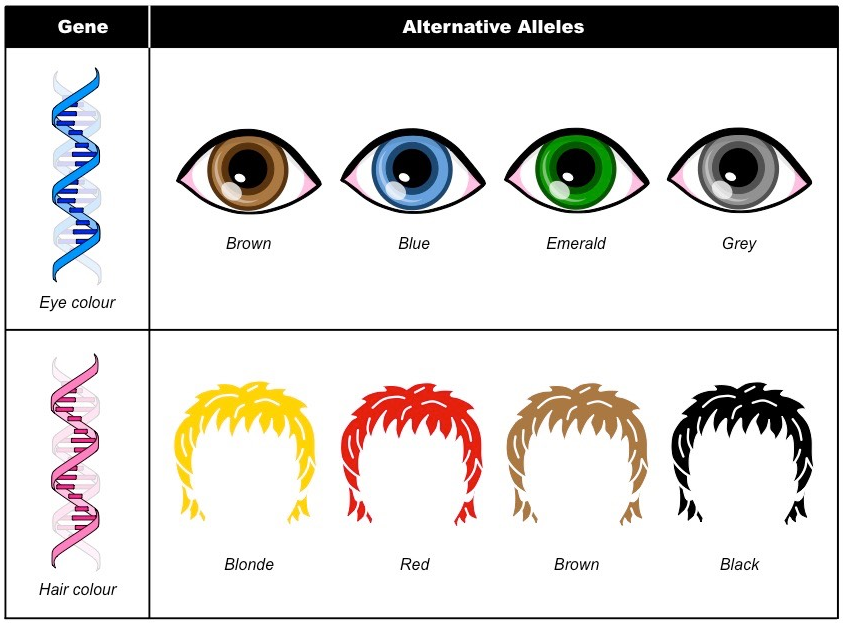 Gene
Alternative Alleles
Eye colour
Brown
Blue
Emerald
Grey
Hair colour
Blonde
Red
Brown
Black